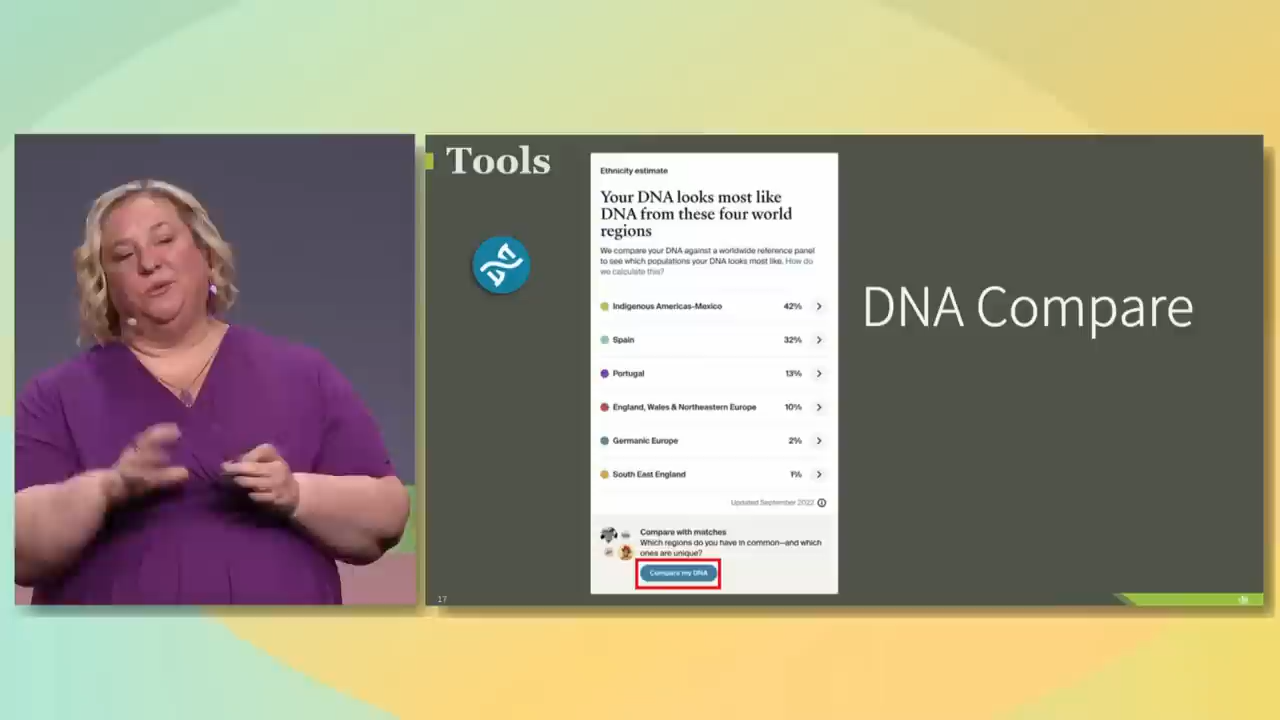 Tools
Ethnicity estimate
Your DNA looks most like
DNA from these four world
regions
We compare your DNA against a worldwide reference panel
to see which populations your DNA looks most like. How do
we calculate this?
Indigenous Americas-Mexico 42%
Spain 32%
Portugal 13%
England, Wales & Northeastern Europe 10%
Germanic Europe 2%
South East England 1%
Updated September 2022
Compare with matches
Which regions do you have in common—and which
ones are unique?
Compare my DNA
DNA Compare
17